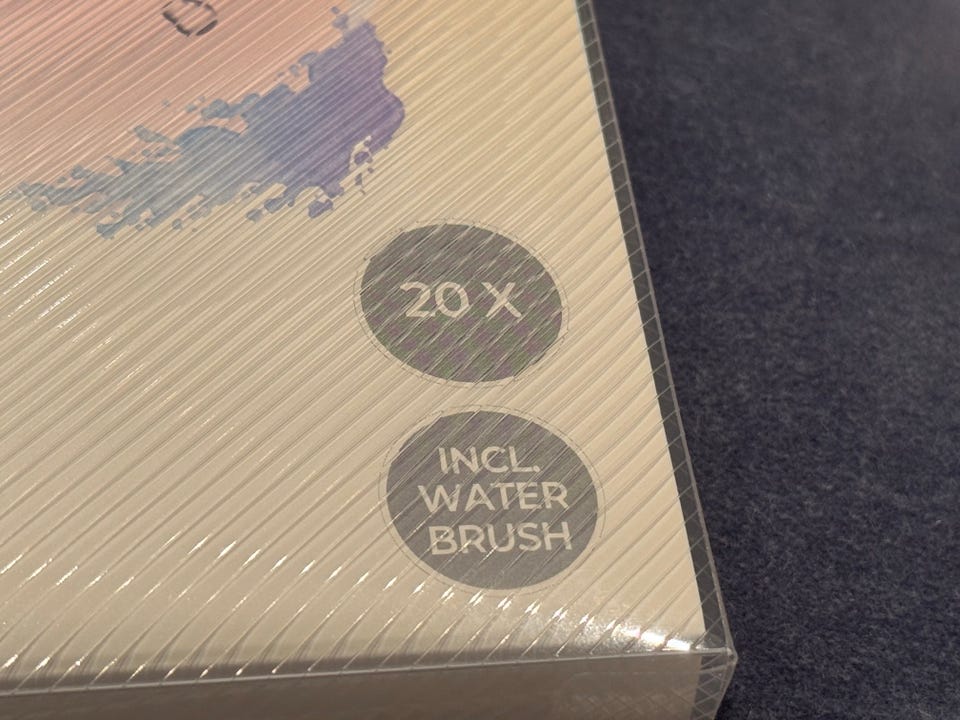 20 X
INCL.
WATER
BRUSH